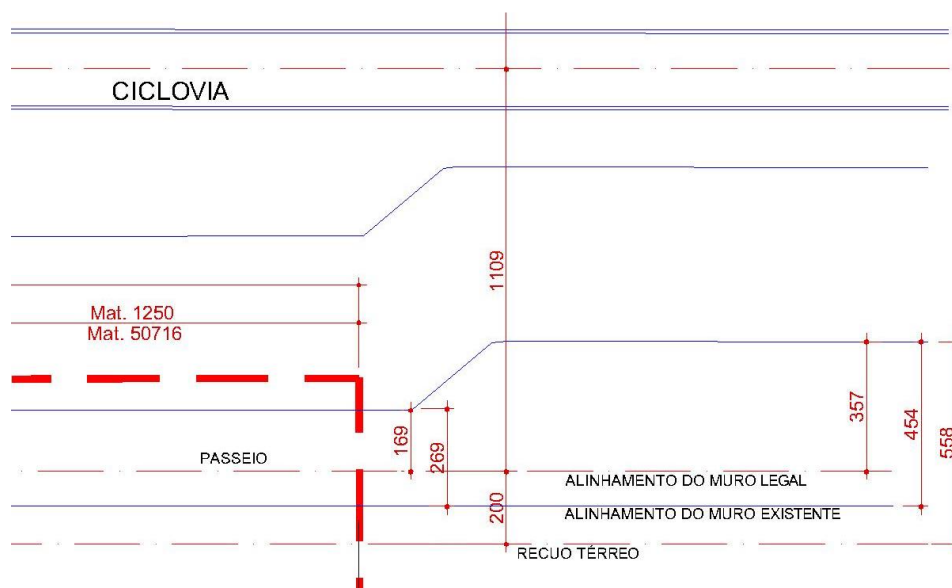 CICLOVIA
1109
Mat. 1250
Mat. 50716
357
454
558
169
269
PASSEIO
200
ALINHAMENTO DO MURO LEGAL
ALINHAMENTO DO MURO EXISTENTE
RECUO TÉRREO